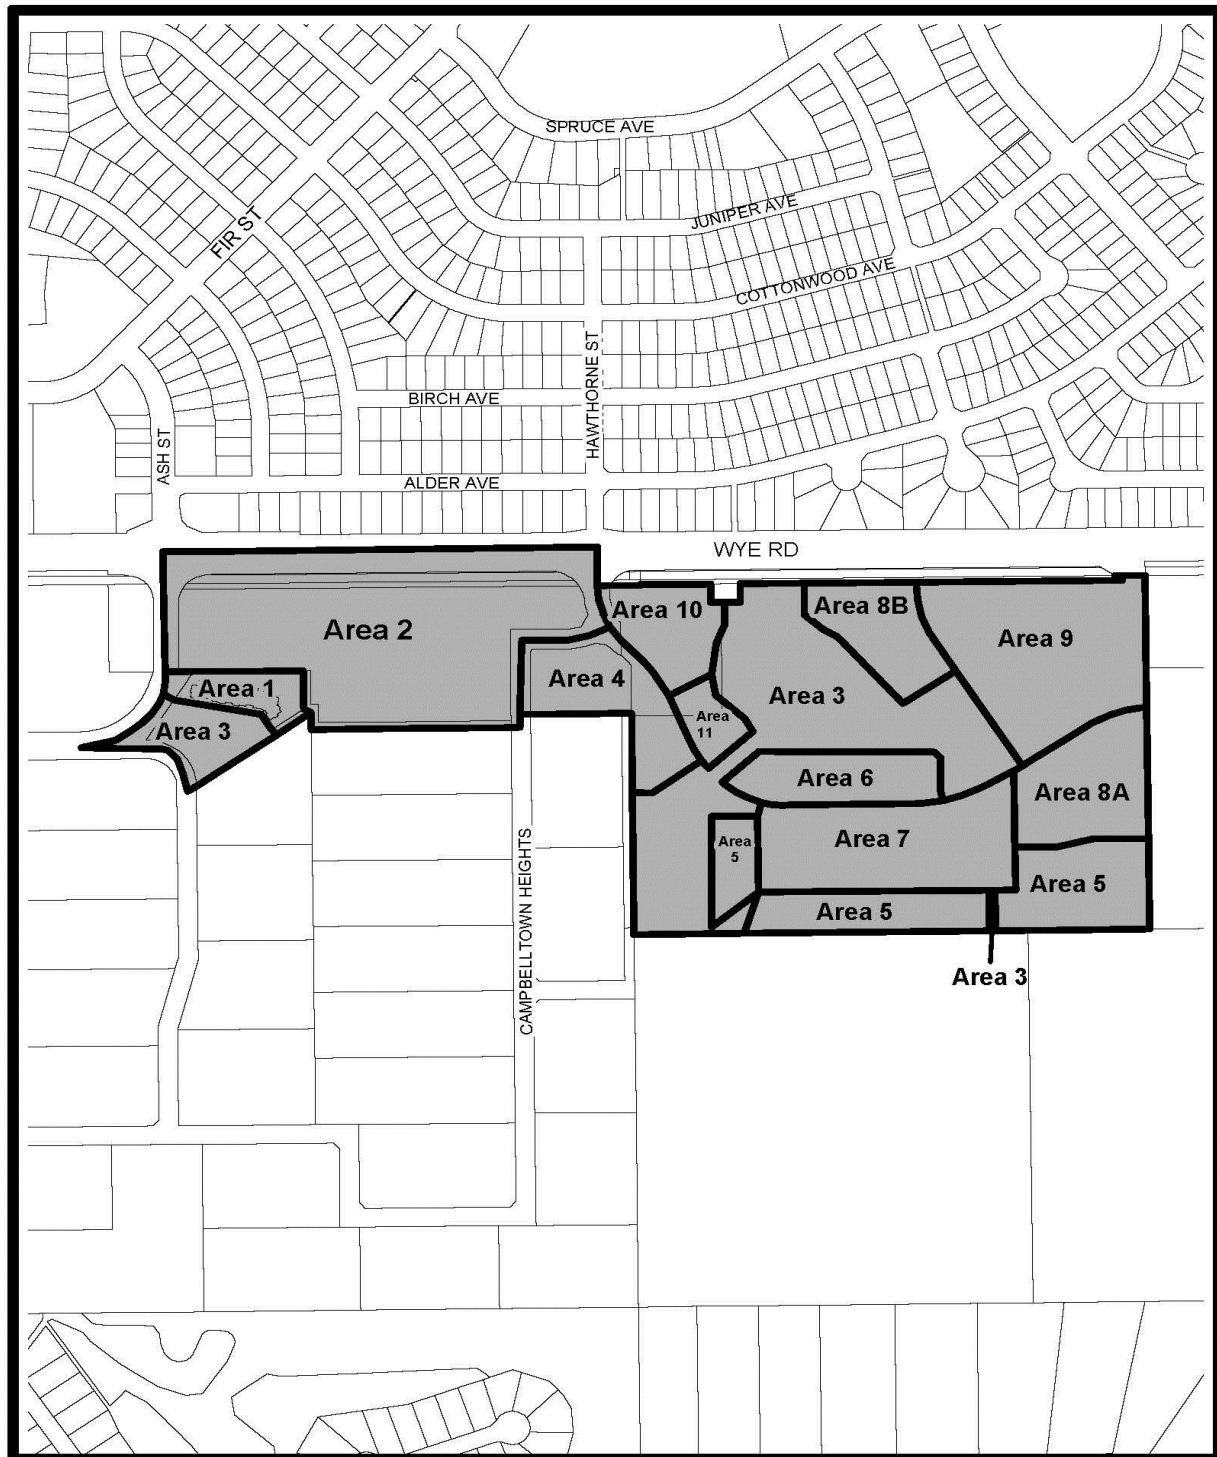 SPRUCE AVE
JUNIPER AVE
FIR ST
COTTONWOOD AVE
HAWTHORNE ST
BIRCH AVE
ASH ST
ALDER AVE
WYE RD
Area 2
Area 10
Area 8B
Area 9
Area 1
Area 4
Area 3
Area 3
Area
11
Area 6
Area 8A
Area 7
Area
5
Area 5
Area 5
CAMPBELLTOWN HEIGHTS
Area 3